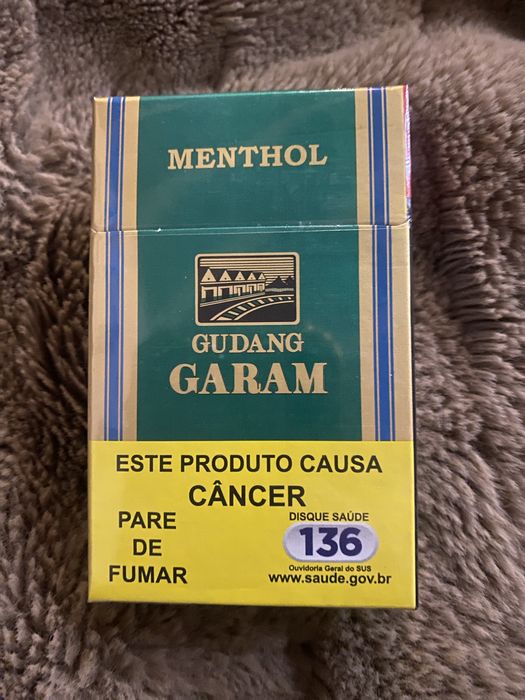 MENTHOL
GUDANG
GARAM
ESTE PRODUTO CAUSA
CÂNCER
PARE
DE
FUMAR
DISQUE SAÚDE
136
Ouvidoria Geral do SUS
www.saude.gov.br